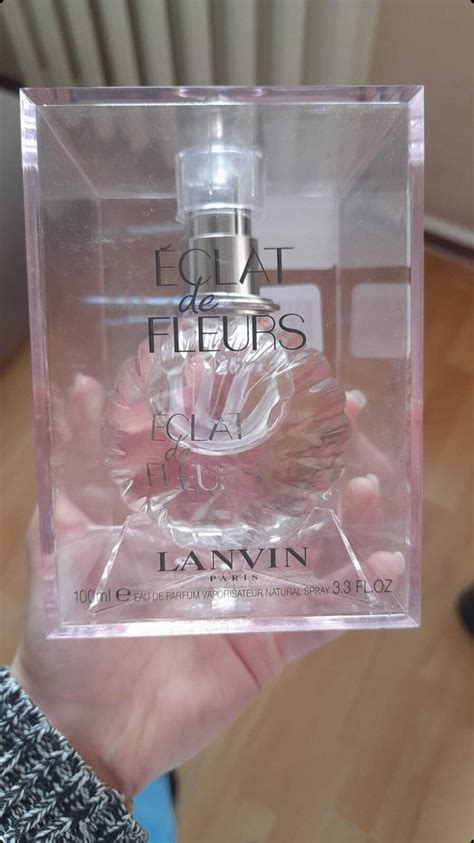 ÉCLAT
de
FLEURS
ÉCLAT
de
FLEURS
LANVIN
PARIS
100ml e EAU DE PARFUM VAPORISATEUR NATURAL SPRAY 3.3 FL.OZ